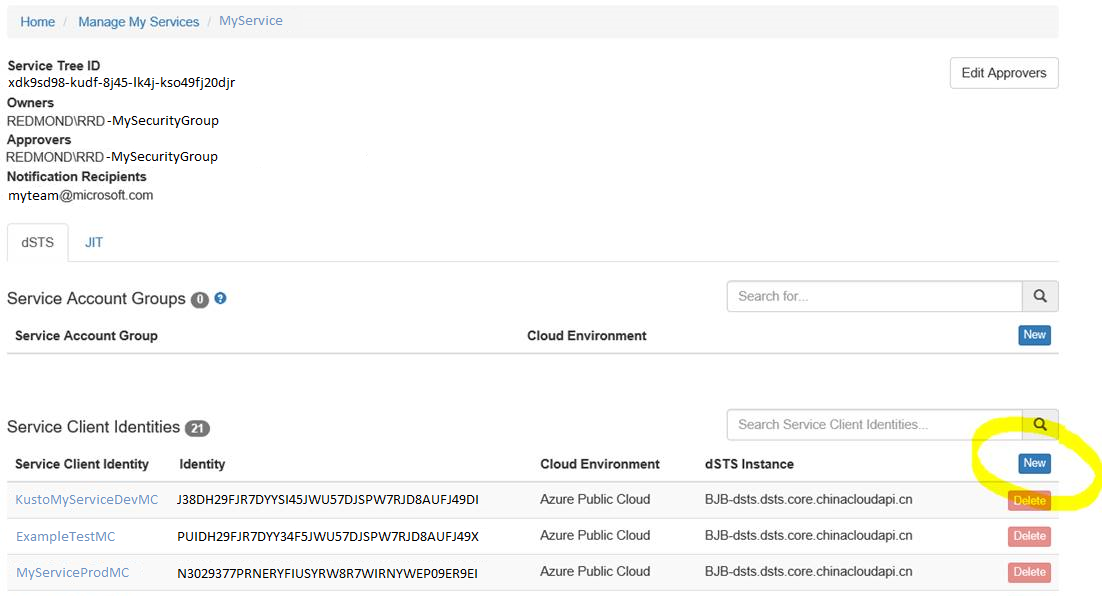 Home / Manage My Services / MyService
Service Tree ID
xdk9sd98-kudf-8j45-lk4j-kso49fj20djr
Edit Approvers
Owners
REDMOND\RRD-MySecurityGroup
Approvers
REDMOND\RRD-MySecurityGroup
Notification Recipients
myteam@microsoft.com
dSTS JIT
Service Account Groups 0 ?
Search for...
Service Account Group Cloud Environment New
Service Client Identities 21
Search Service Client Identities...
Service Client Identity Identity Cloud Environment dSTS Instance New
KustoMyServiceDevMC J38DH29FJR7DYYSI45JWU57DJSPW7RJD8AUFJ49DI Azure Public Cloud BJB-dsts.dsts.core.chinacloudapi.cn Delete
ExampleTestMC PUIDH29FJR7DYY34F5JWU57DJSPW7RJD8AUFJ49X Azure Public Cloud BJB-dsts.dsts.core.chinacloudapi.cn Delete
MyServiceProdMC N3029377PRNERYFIUSYRW8R7WIRNYWEP09ER9EI Azure Public Cloud BJB-dsts.dsts.core.chinacloudapi.cn Delete